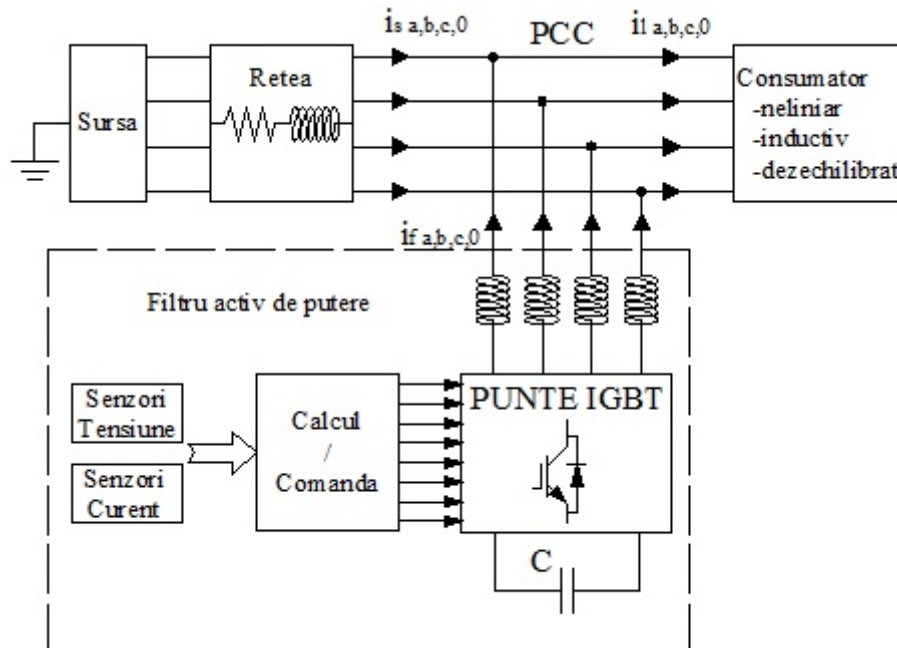 is a,b,c,0
PCC
il a,b,c,0
Sursa
Retea
Consumator
-neliniar
-inductiv
-dezechilibrat
if a,b,c,0
Filtru activ de putere
Senzori
Tensiune
Senzori
Curent
Calcul
/
Comanda
PUNTE IGBT
C